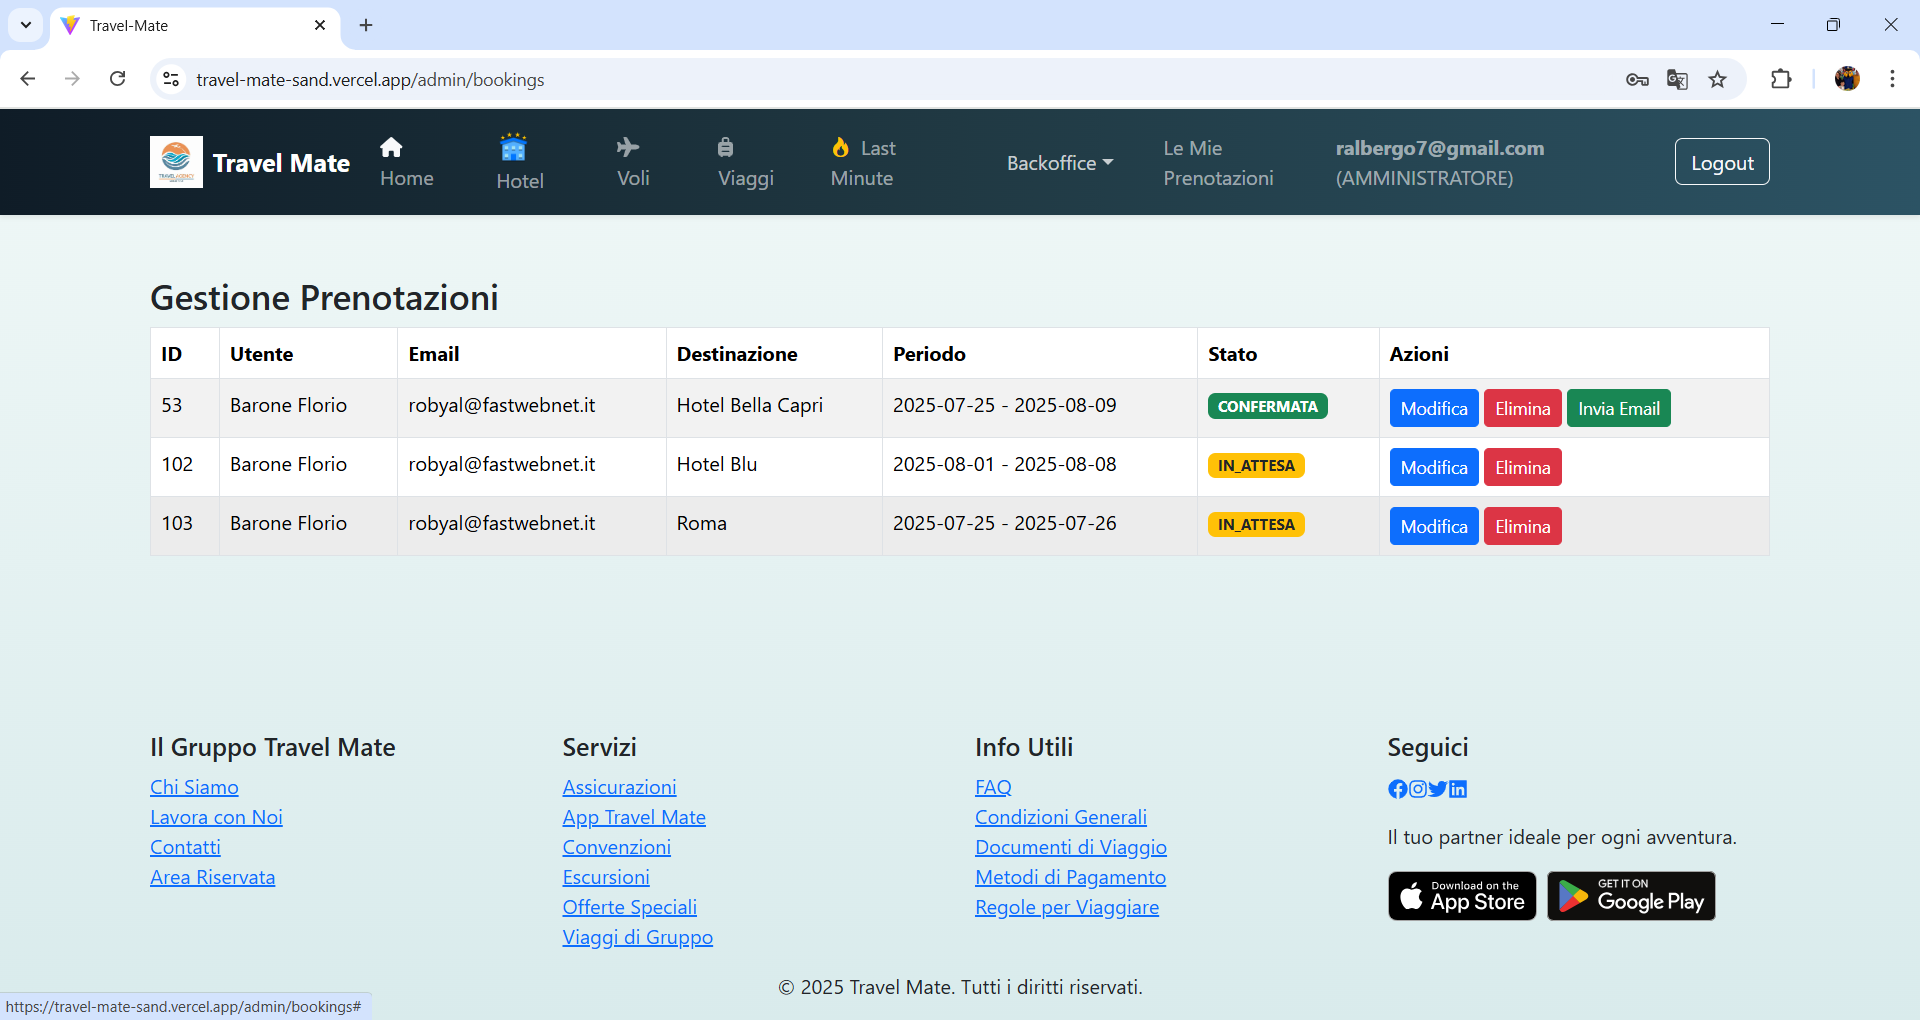 Travel-Mate
travel-mate-sand.vercel.app/admin/bookings
Travel Mate
Home
Hotel
Voli
Viaggi
Last
Minute
Backoffice
Le Mie
Prenotazioni
ralbergo7@gmail.com
(AMMINISTRATORE)
Logout
Gestione Prenotazioni
ID Utente Email Destinazione Periodo Stato Azioni
53 Barone Florio robyal@fastwebnet.it Hotel Bella Capri 2025-07-25 - 2025-08-09 CONFERMATA Modifica Elimina Invia Email
102 Barone Florio robyal@fastwebnet.it Hotel Blu 2025-08-01 - 2025-08-08 IN_ATTESA Modifica Elimina
103 Barone Florio robyal@fastwebnet.it Roma 2025-07-25 - 2025-07-26 IN_ATTESA Modifica Elimina
Il Gruppo Travel Mate
Chi Siamo
Lavora con Noi
Contatti
Area Riservata
Servizi
Assicurazioni
App Travel Mate
Convenzioni
Escursioni
Offerte Speciali
Viaggi di Gruppo
Info Utili
FAQ
Condizioni Generali
Documenti di Viaggio
Metodi di Pagamento
Regole per Viaggiare
Seguici
Il tuo partner ideale per ogni avventura.
Download on the
App Store
GET IT ON
Google Play
© 2025 Travel Mate. Tutti i diritti riservati.
https://travel-mate-sand.vercel.app/admin/bookings#